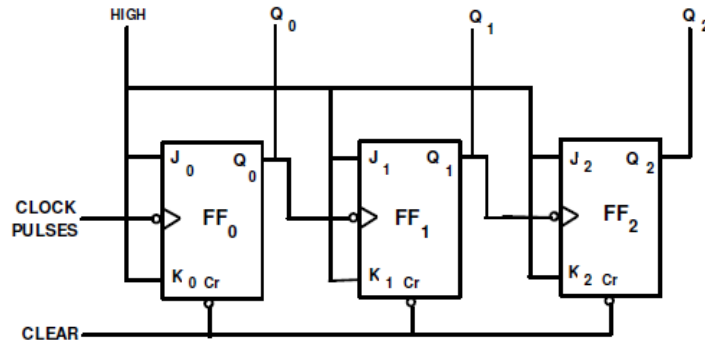 HIGH
Q0
Q1
Q2
J0 Q0
J1 Q1
J2 Q2
CLOCK
PULSES
FF0
FF1
FF2
K0 Cr
K1 Cr
K2 Cr
CLEAR